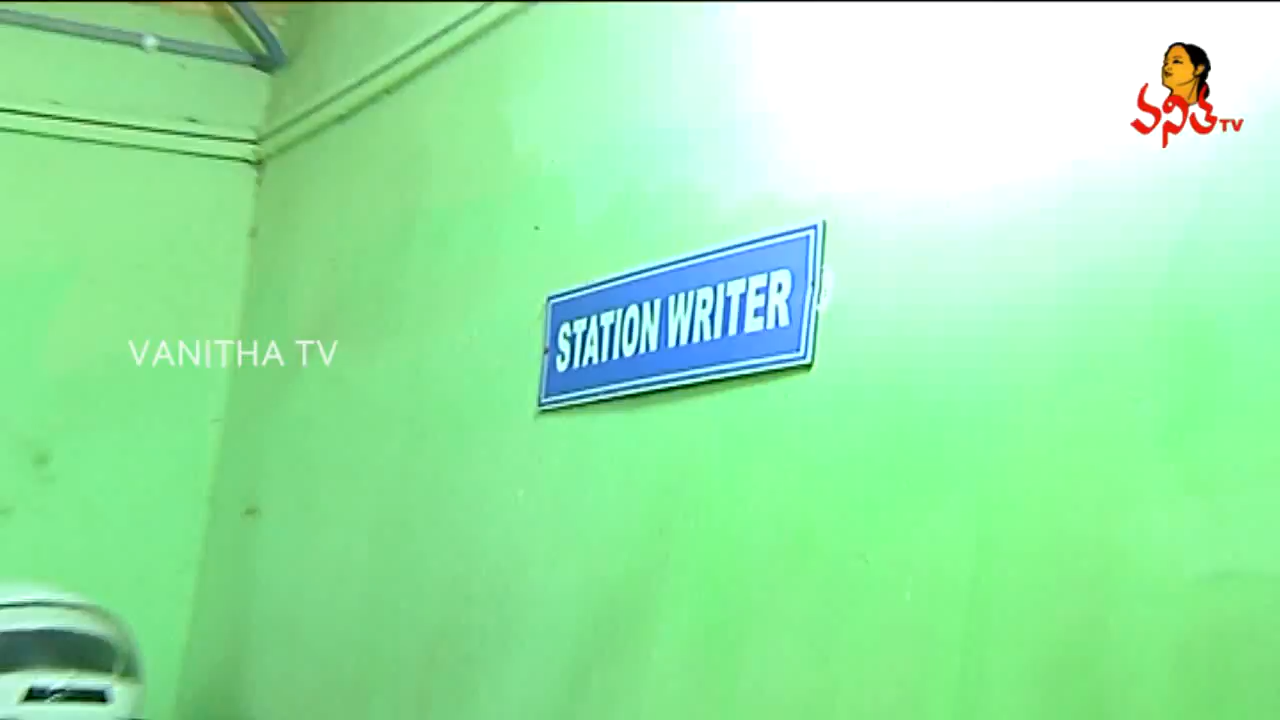 వనిత TV
STATION WRITER
VANITHA TV